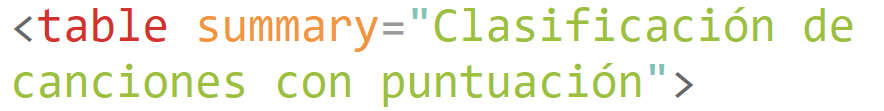 <table summary="Clasificación de
canciones con puntuación">